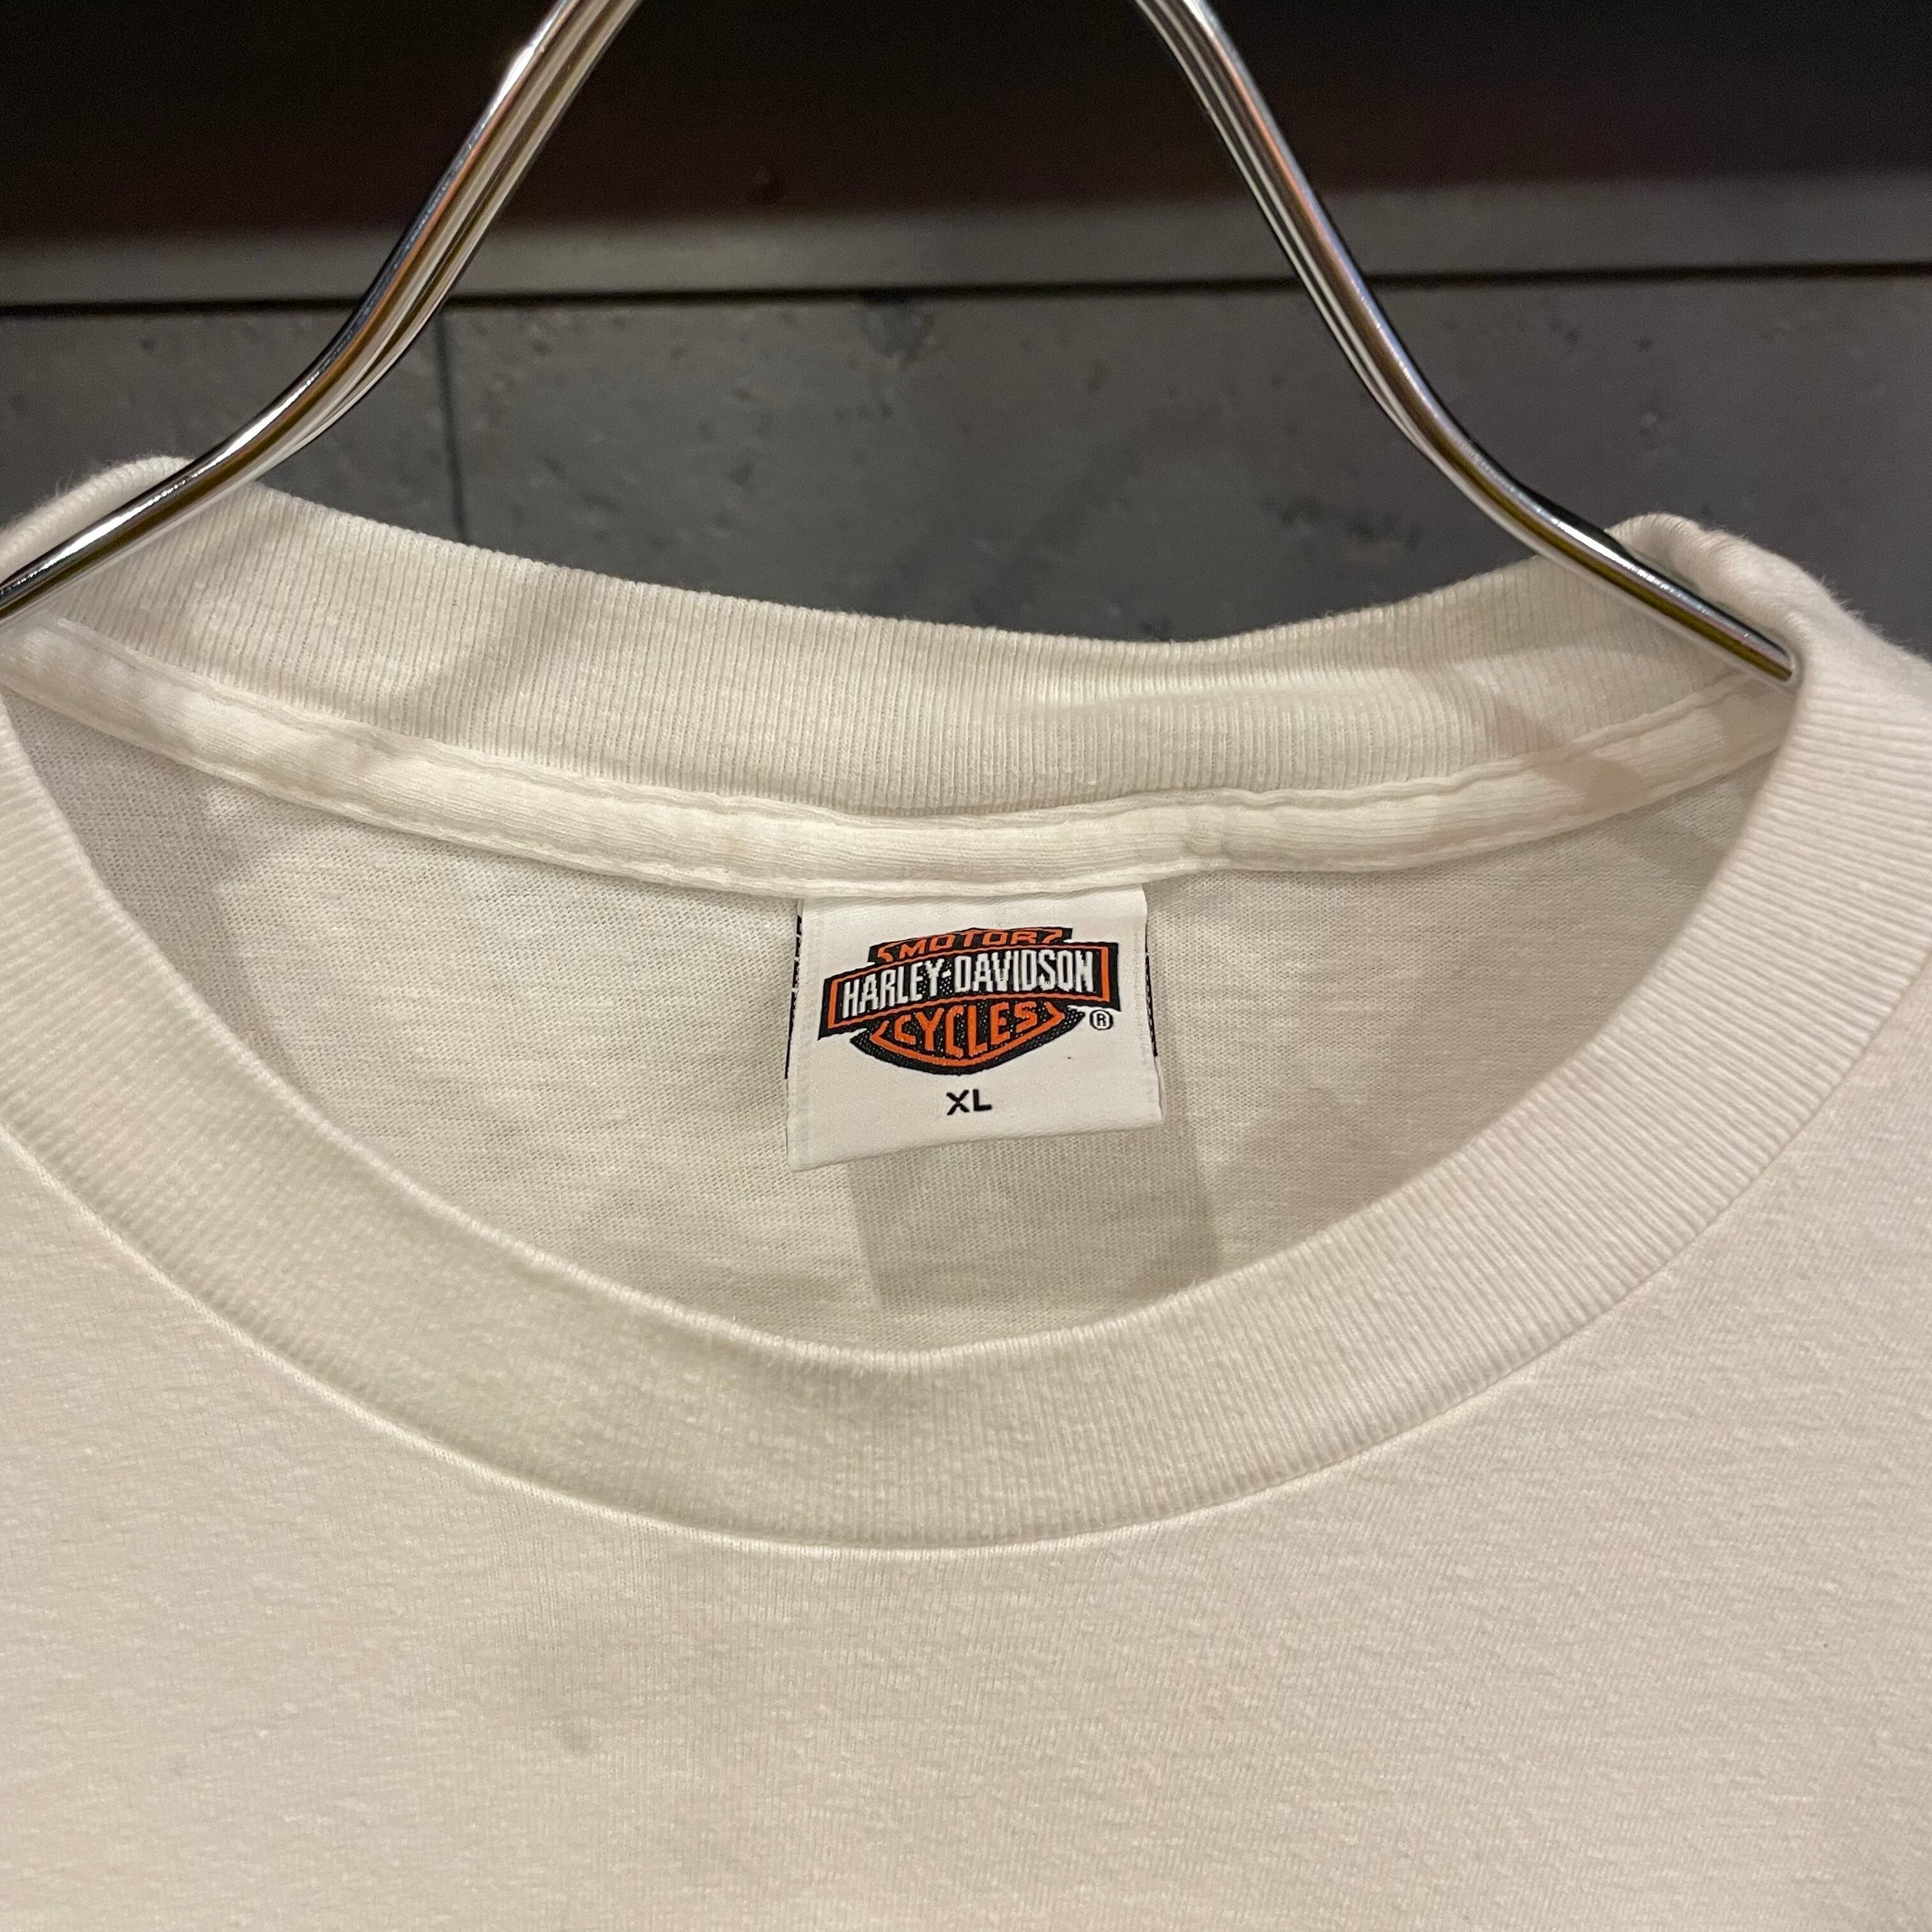 MOTOR
HARLEY-DAVIDSON
CYCLES
®
XL